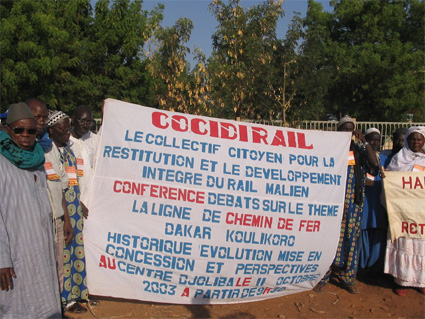 COCIDIRAIL
LE COLLECTIF CITOYEN POUR LA
RESTITUTION ET LE DEVELOPPEMENT
INTEGRE DU RAIL MALIEN
CONFERENCE DEBATS SUR LE THEME
LA LIGNE DE CHEMIN DE FER
DAKAR KOULIKORO
HISTORIQUE EVOLUTION MISE EN
CONCESSION ET PERSPECTIVES
AU CENTRE DJOLIBA LE 11 OCTOBRE
2003 A PARTIR DE
HA
RET